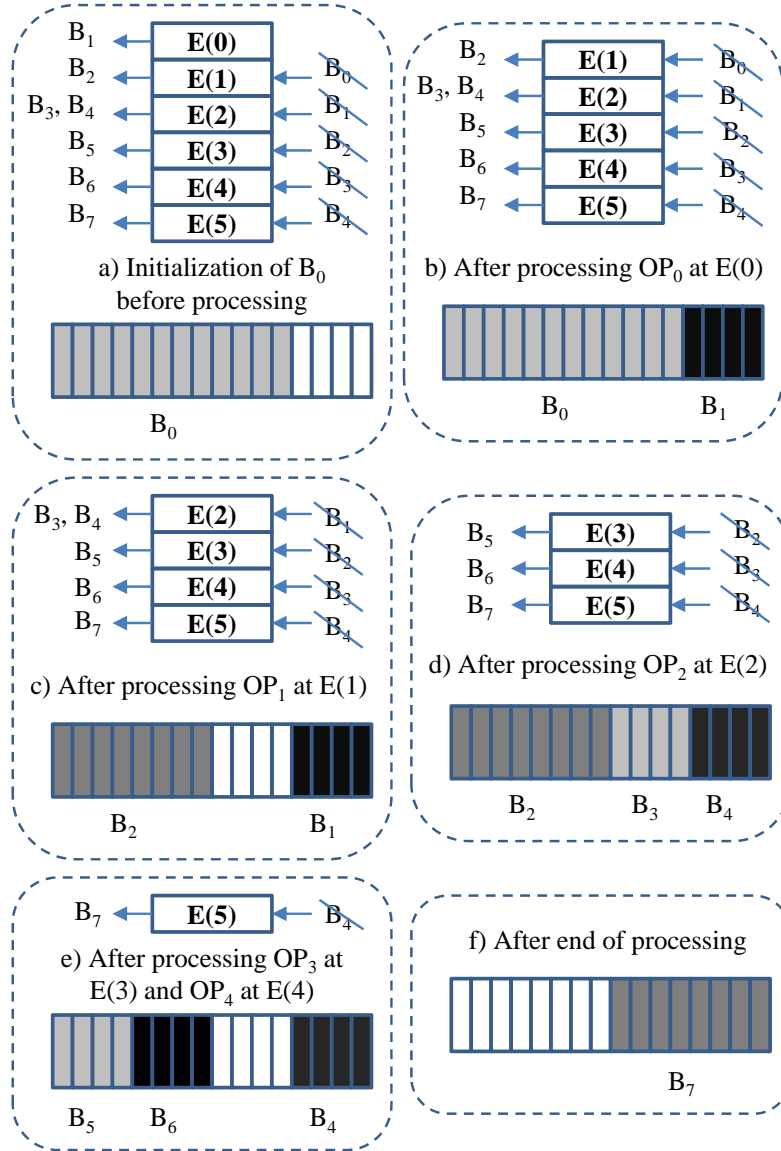 B₁ E(0)
B₂ E(1) B₀
B₃, B₄ E(2) B₁
B₅ E(3) B₂
B₆ E(4) B₃
B₇ E(5) B₄
a) Initialization of B₀
before processing
B₀
B₂ E(1) B₀
B₃, B₄ E(2) B₁
B₅ E(3) B₂
B₆ E(4) B₃
B₇ E(5) B₄
b) After processing OP₀ at E(0)
B₀ B₁
B₃, B₄ E(2) B₁
B₅ E(3) B₂
B₆ E(4) B₃
B₇ E(5) B₄
c) After processing OP₁ at E(1)
B₂ B₁
B₅ E(3) B₂
B₆ E(4) B₃
B₇ E(5) B₄
d) After processing OP₂ at E(2)
B₂ B₃ B₄
B₇ E(5) B₄
e) After processing OP₃ at
E(3) and OP₄ at E(4)
B₅ B₆ B₄
f) After end of processing
B₇